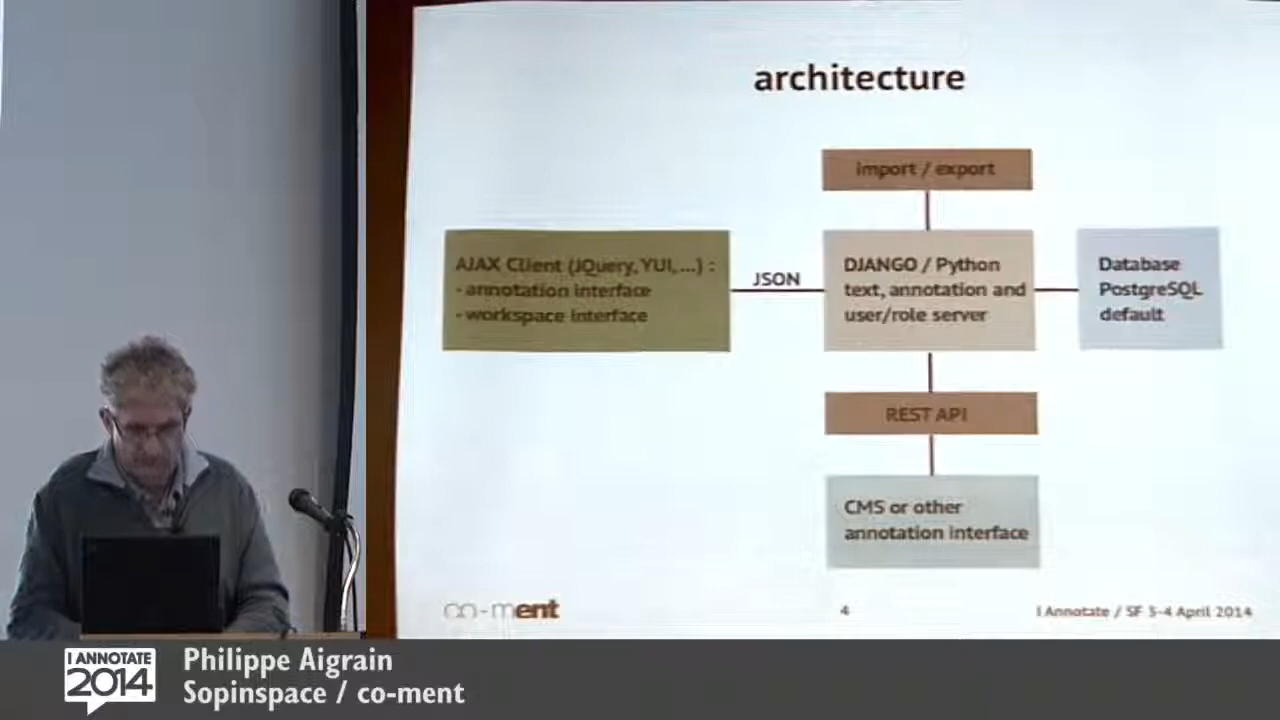 architecture
import / export
AJAX Client (JQuery, YUI, ...) :
- annotation interface
- workspace interface
JSON
DJANGO / Python
text, annotation and
user/role server
Database
PostgreSQL
default
REST API
CMS or other
annotation interface
co-ment
4
I Annotate / SF 3-4 April 2014
I ANNOTATE
2014
Philippe Aigrain
Sopinspace / co-ment